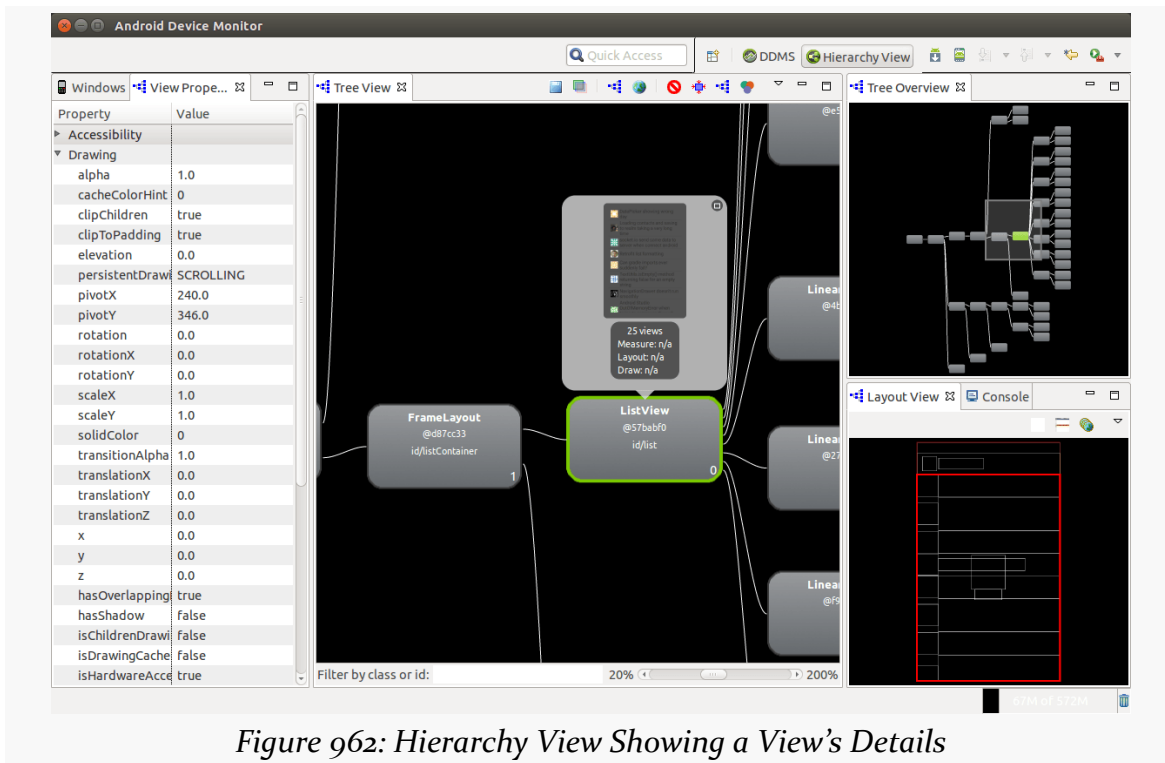 Android Device Monitor
Quick Access
DDMS
Hierarchy View
Windows
View Prope...
Property Value
Accessibility
Drawing
alpha 1.0
cacheColorHint 0
clipChildren true
clipToPadding true
elevation 0.0
persistentDrawi SCROLLING
pivotX 240.0
pivotY 346.0
rotation 0.0
rotationX 0.0
rotationY 0.0
scaleX 1.0
scaleY 1.0
solidColor 0
transitionAlpha 1.0
translationX 0.0
translationY 0.0
translationZ 0.0
x 0.0
y 0.0
z 0.0
hasOverlapping true
hasShadow false
isChildrenDrawi false
isDrawingCache false
isHardwareAcce true
Tree View
@e5
25 views
Measure: n/a
Layout: n/a
Draw: n/a
FrameLayout
@d87cc33
id/listContainer
1
ListView
@57babf0
id/list
0
Linear
@4b
Linea
@27
Linea
@f9
Filter by class or id:
20%
200%
Tree Overview
Layout View
Console
67M of 572M
Figure 962: Hierarchy View Showing a View's Details